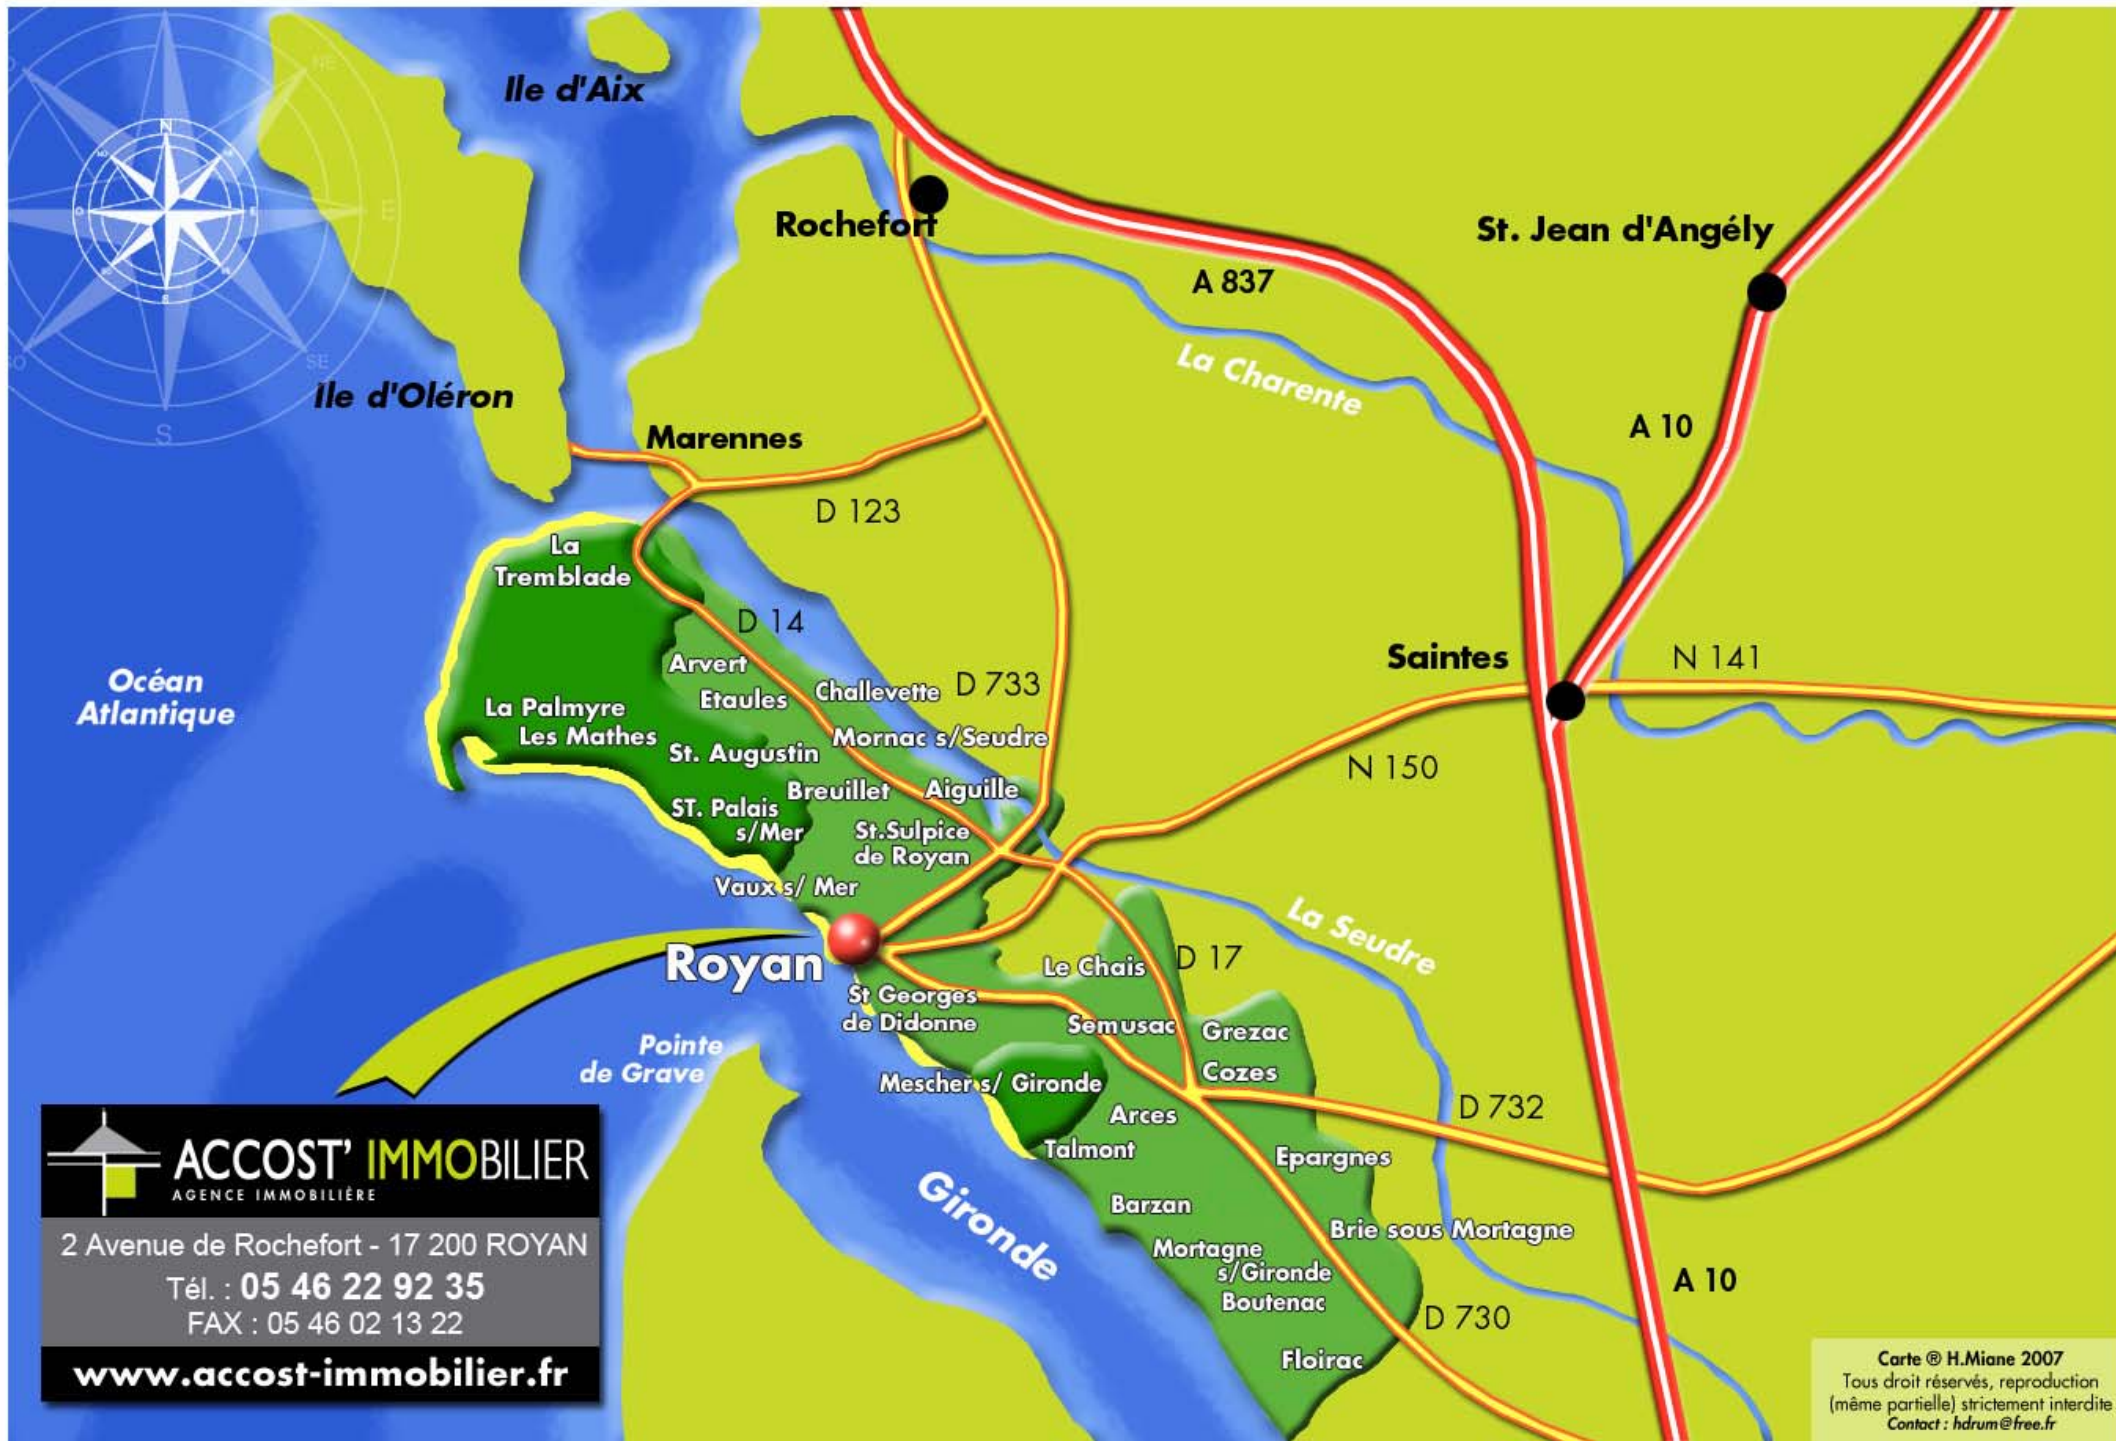 Ile d'Aix
NE
N
E
Rochefort
St. Jean d'Angély
A 837
La Charente
SO
SE
S
Ile d'Oléron
A 10
Marennes
D 123
La
Tremblade
D 14
Arvert
Etaules
Challevette
D 733
Saintes
N 141
Océan
Atlantique
La Palmyre
Les Mathes
St. Augustin
Mornac s/Seudre
N 150
Breuillet
Aiguille
ST. Palais
s/Mer
St.Sulpice
de Royan
Vaux s/ Mer
La Seudre
Royan
Le Chais
D 17
St Georges
de Didonne
Semusac
Grezac
Pointe
de Grave
Mescher s/ Gironde
Cozes
Arces
D 732
Talmont
Epargnes
Gironde
Barzan
Brie sous Mortagne
Mortagne
s/Gironde
Boutenac
A 10
D 730
Floirac
ACCOST' IMMOBILIER
AGENCE IMMOBILIÈRE
2 Avenue de Rochefort - 17 200 ROYAN
Tél. : 05 46 22 92 35
FAX : 05 46 02 13 22
www.accost-immobilier.fr
Carte ® H.Miane 2007
Tous droit réservés, reproduction
(même partielle) strictement interdite
Contact : hdrum@free.fr